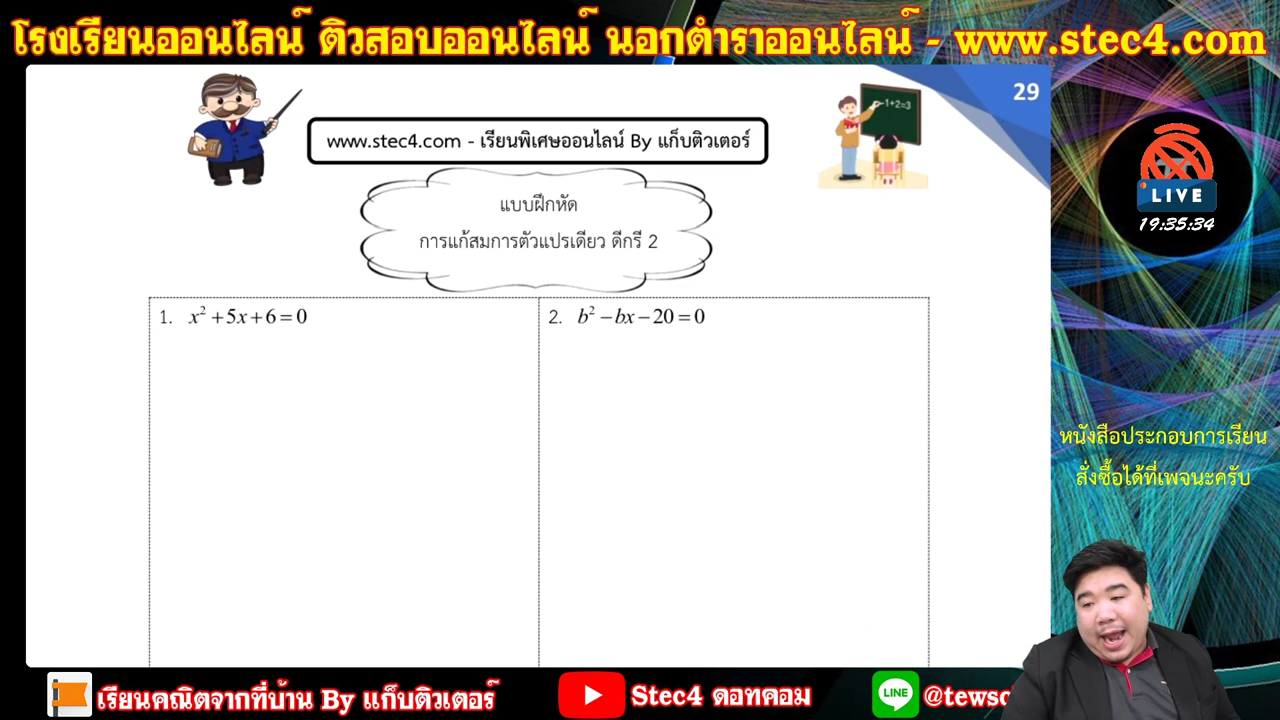 โรงเรียนออนไลน์ ติวสอบออนไลน์ นอกตำราออนไลน์ - www.stec4.com
29
-1+2=3
www.stec4.com - เรียนพิเศษออนไลน์ By แก็บติวเตอร์
LIVE
19:35:34
แบบฝึกหัด
การแก้สมการตัวแปรเดียว ดีกรี 2
1. x² + 5x + 6 = 0
2. b² − bx − 20 = 0
หนังสือประกอบการเรียน
สั่งซื้อได้ที่เพจนะครับ
เรียนคณิตจากที่บ้าน By แก็บติวเตอร์
Stec4 ดอทคอม
LINE